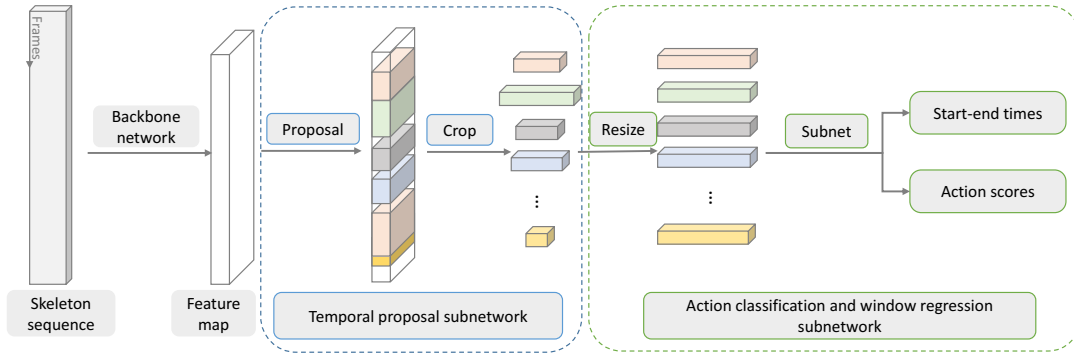 Frames
Backbone
network
Proposal
Crop
Resize
Subnet
Start-end times
Action scores
...
...
Skeleton
sequence
Feature
map
Temporal proposal subnetwork
Action classification and window regression
subnetwork